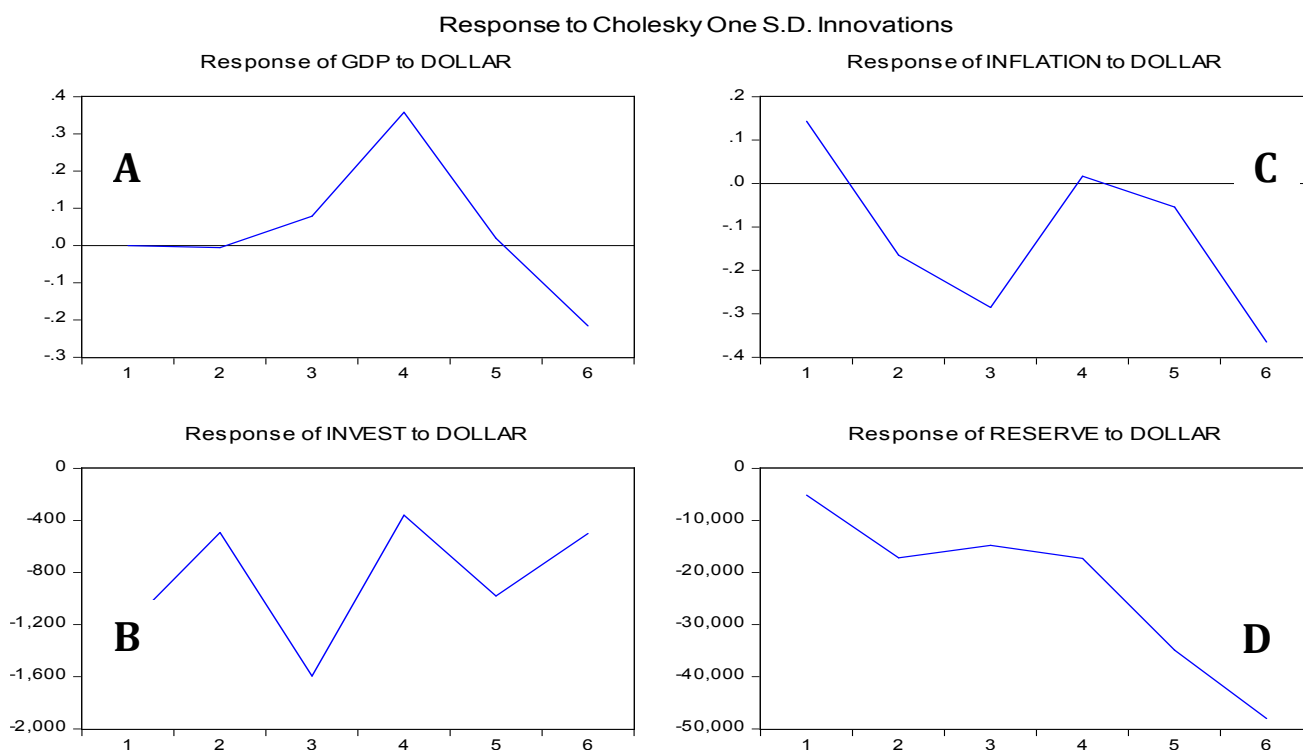 Response to Cholesky One S.D. Innovations
Response of GDP to DOLLAR
.4
.3
.2
.1
.0
-.1
-.2
-.3
A
1 2 3 4 5 6
Response of INFLATION to DOLLAR
.2
.1
.0
-.1
-.2
-.3
-.4
C
1 2 3 4 5 6
Response of INVEST to DOLLAR
0
-400
-800
-1,200
-1,600
-2,000
B
1 2 3 4 5 6
Response of RESERVE to DOLLAR
0
-10,000
-20,000
-30,000
-40,000
-50,000
D
1 2 3 4 5 6